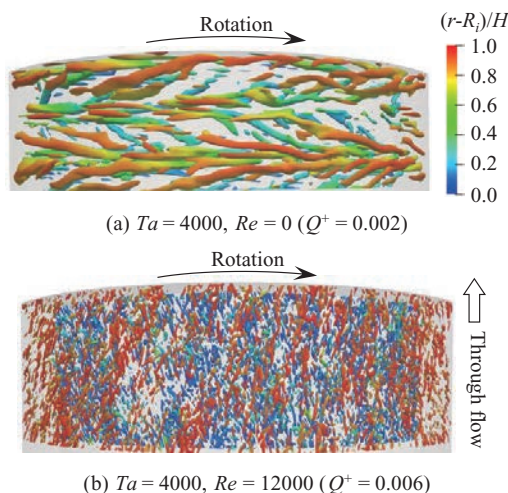 Rotation
(r-R_i)/H
1.0
0.8
0.6
0.4
0.2
0.0
(a) Ta = 4000, Re = 0 (Q⁺ = 0.002)
Rotation
Through flow
(b) Ta = 4000, Re = 12000 (Q⁺ = 0.006)